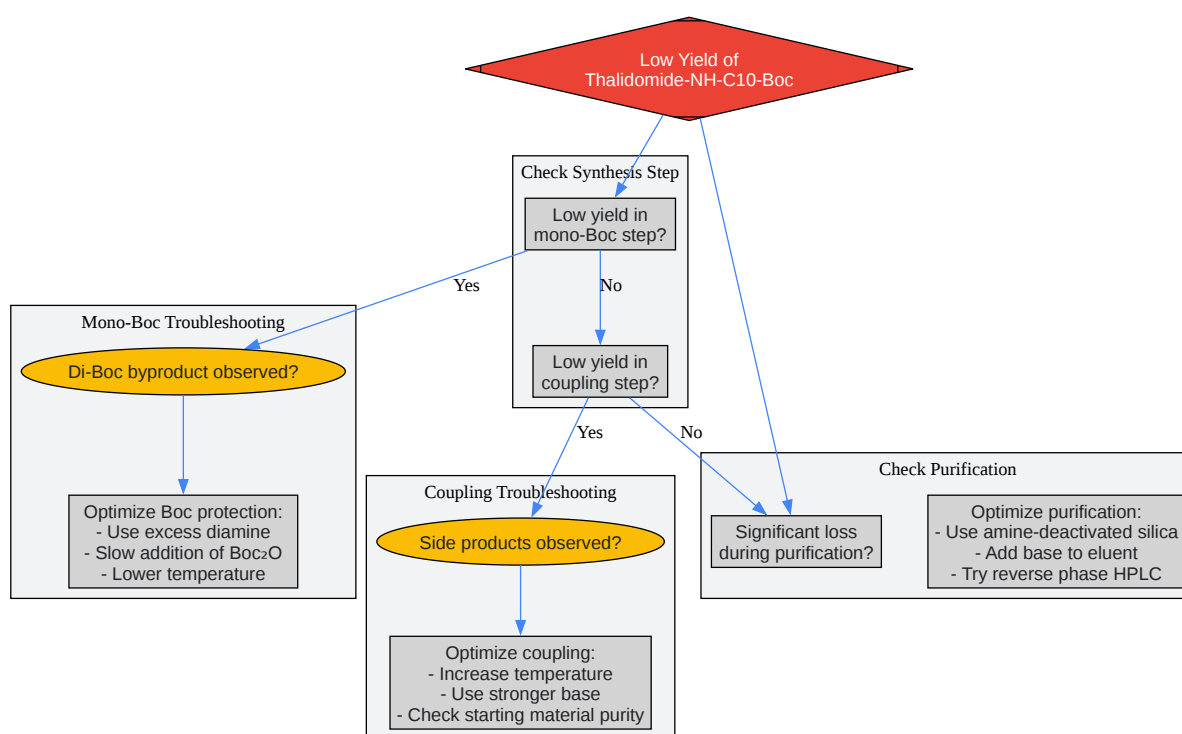 Low Yield of
Thalidomide-NH-C10-Boc
Check Synthesis Step
Low yield in
mono-Boc step?
Yes
No
Mono-Boc Troubleshooting
Di-Boc byproduct observed?
Low yield in
coupling step?
Yes
No
Check Purification
Coupling Troubleshooting
Optimize Boc protection:
- Use excess diamine
- Slow addition of Boc₂O
- Lower temperature
Side products observed?
Significant loss
during purification?
Optimize purification:
- Use amine-deactivated silica
- Add base to eluent
- Try reverse phase HPLC
Optimize coupling:
- Increase temperature
- Use stronger base
- Check starting material purity